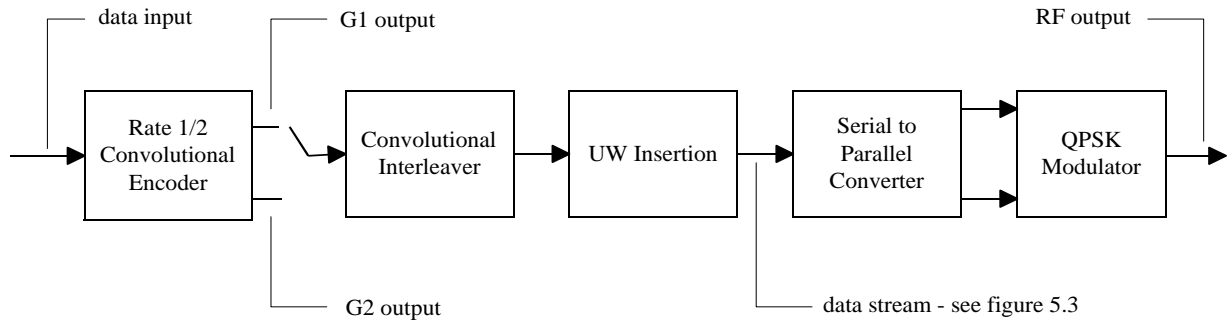 data input
G1 output
RF output
Rate 1/2
Convolutional
Encoder
Convolutional
Interleaver
UW Insertion
Serial to
Parallel
Converter
QPSK
Modulator
G2 output
data stream - see figure 5.3